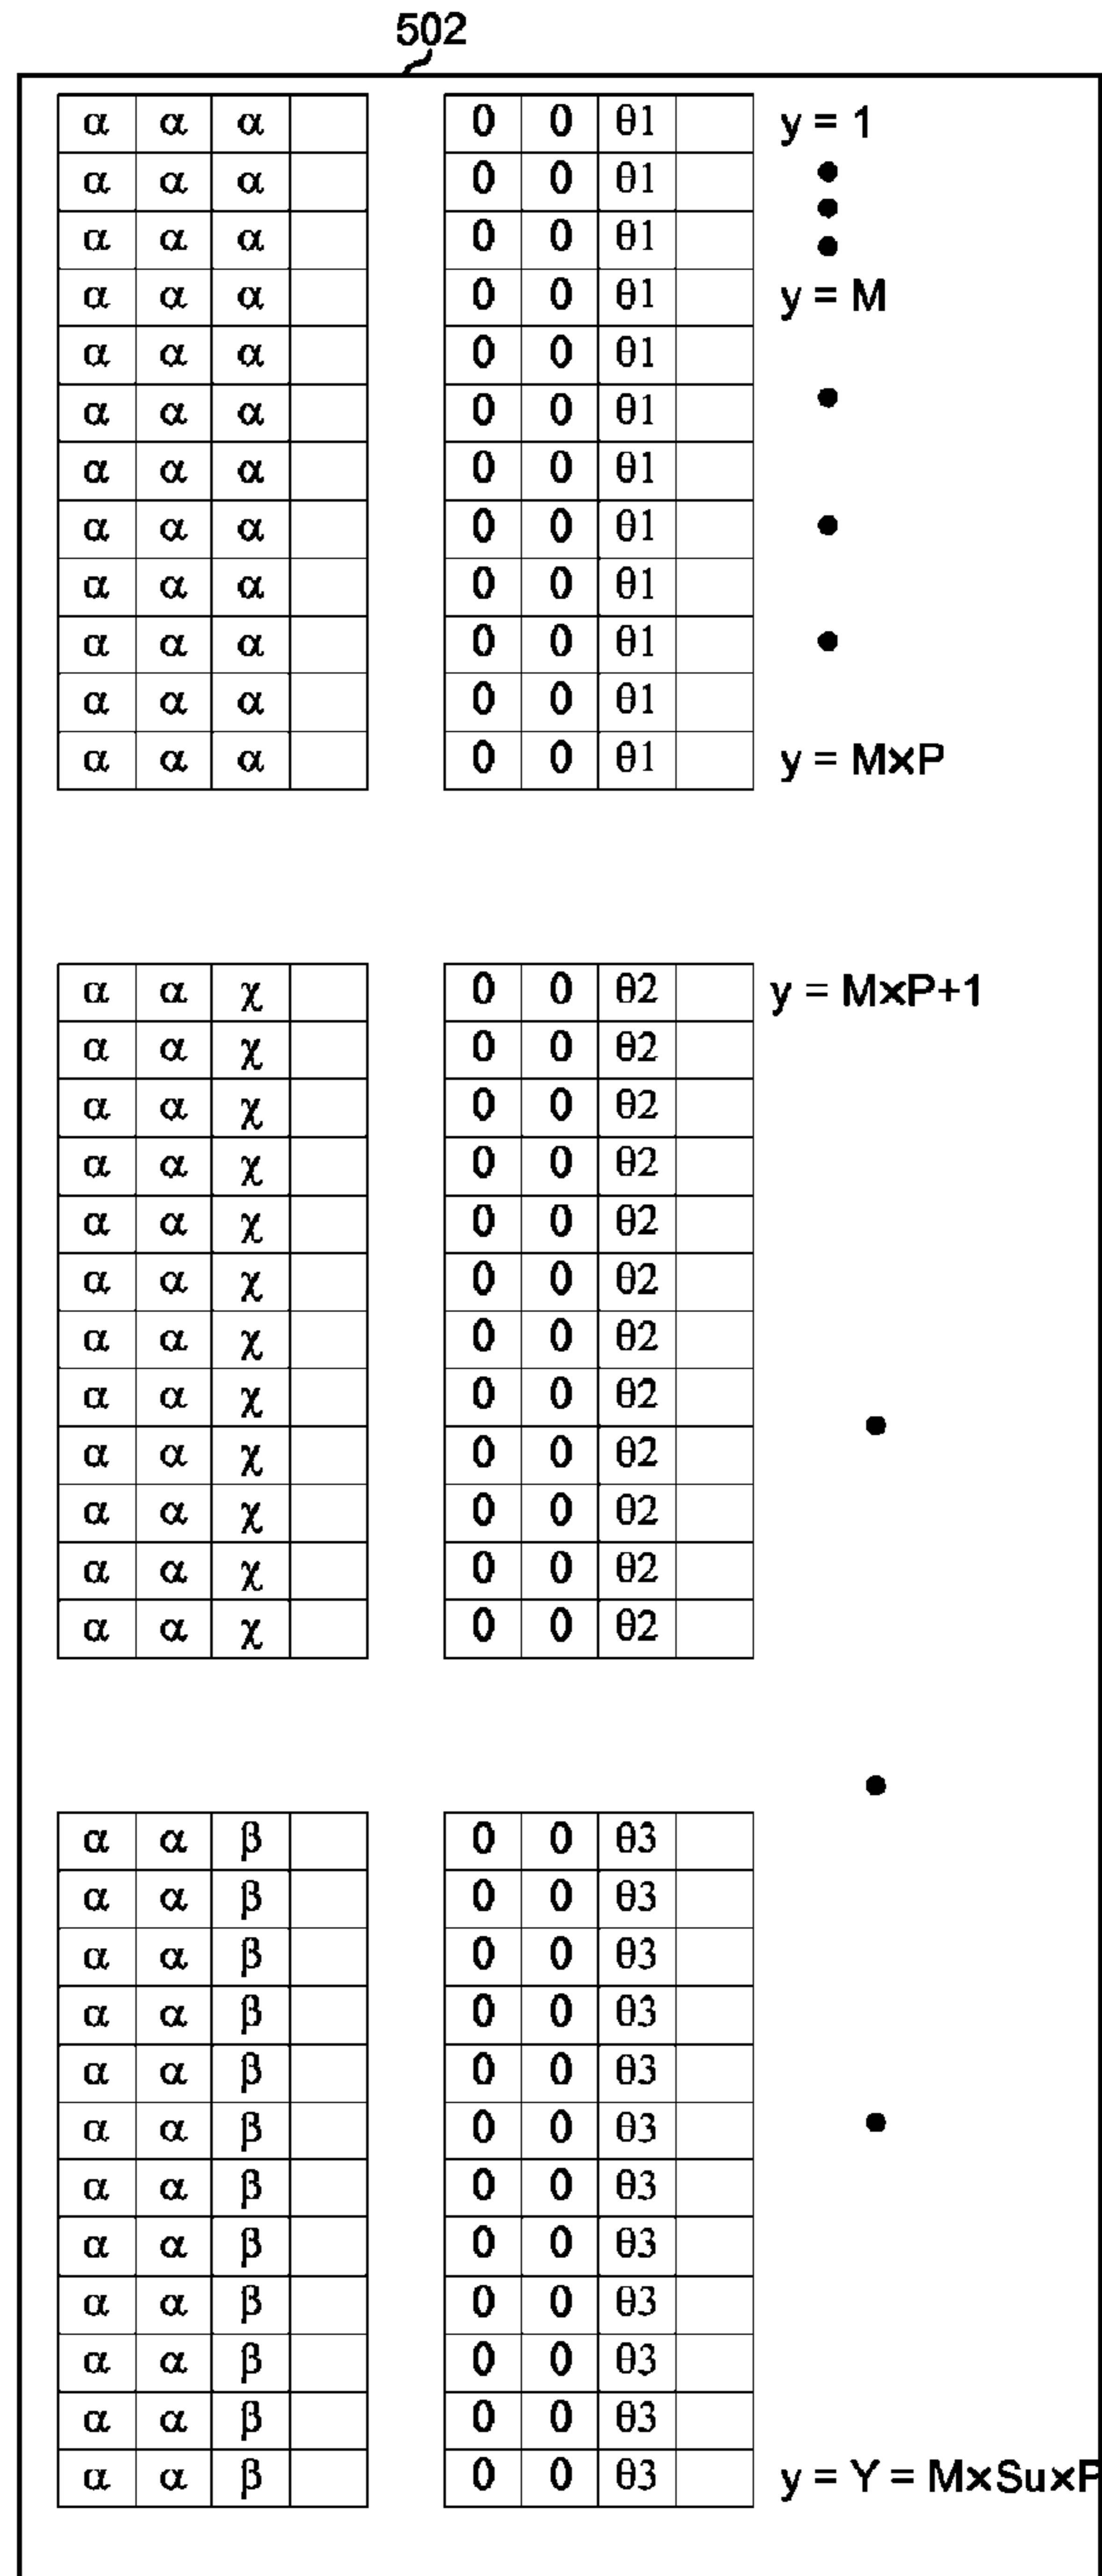 502
α α α 0 0 θ1 y = 1
α α α 0 0 θ1
α α α 0 0 θ1
α α α 0 0 θ1 y = M
α α α 0 0 θ1
α α α 0 0 θ1
α α α 0 0 θ1
α α α 0 0 θ1
α α α 0 0 θ1
α α α 0 0 θ1
α α α 0 0 θ1
α α α 0 0 θ1 y = M×P
α α χ 0 0 θ2 y = M×P+1
α α χ 0 0 θ2
α α χ 0 0 θ2
α α χ 0 0 θ2
α α χ 0 0 θ2
α α χ 0 0 θ2
α α χ 0 0 θ2
α α χ 0 0 θ2
α α χ 0 0 θ2
α α χ 0 0 θ2
α α χ 0 0 θ2
α α χ 0 0 θ2
α α β 0 0 θ3
α α β 0 0 θ3
α α β 0 0 θ3
α α β 0 0 θ3
α α β 0 0 θ3
α α β 0 0 θ3
α α β 0 0 θ3
α α β 0 0 θ3
α α β 0 0 θ3
α α β 0 0 θ3
α α β 0 0 θ3
α α β 0 0 θ3 y = Y = M×Su×P